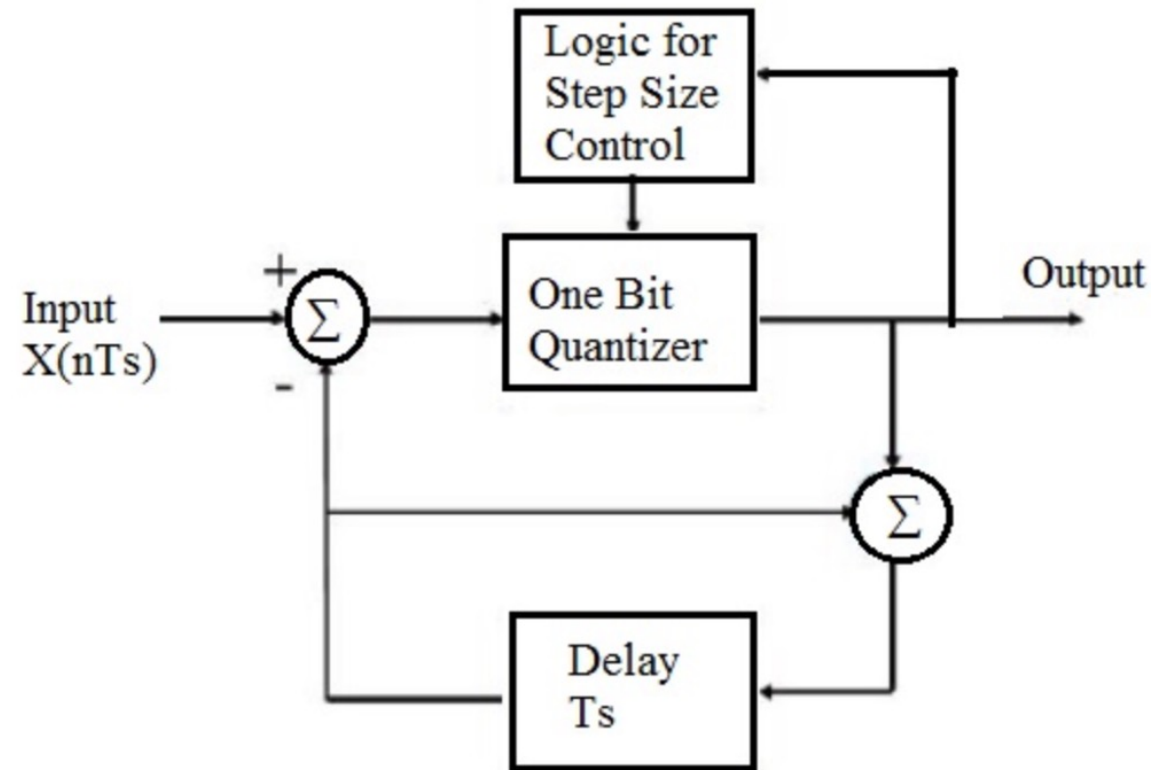 Logic for
Step Size
Control
+
Output
Input
X(nTs)
Σ
One Bit
Quantizer
-
Σ
Delay
Ts